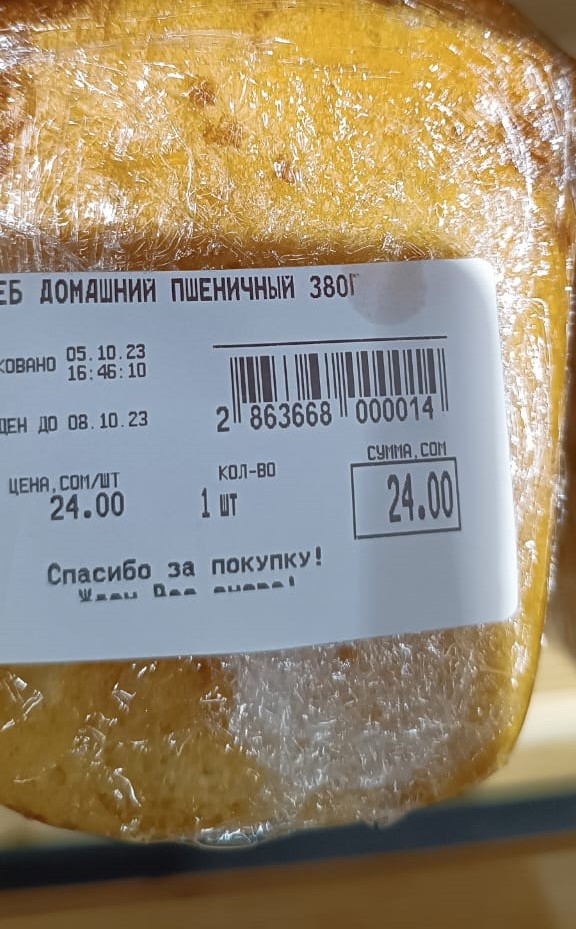 ЕБ ДОМАШНИЙ ПШЕНИЧНЫЙ 380Г
КОВАНО 05.10.23
16:46:10
ДЕН ДО 08.10.23
2 863668 000014
ЦЕНА,СОМ/ШТ
24.00
КОЛ-ВО
1 ШТ
СУММА,СОМ
24.00
Спасибо за покупку!